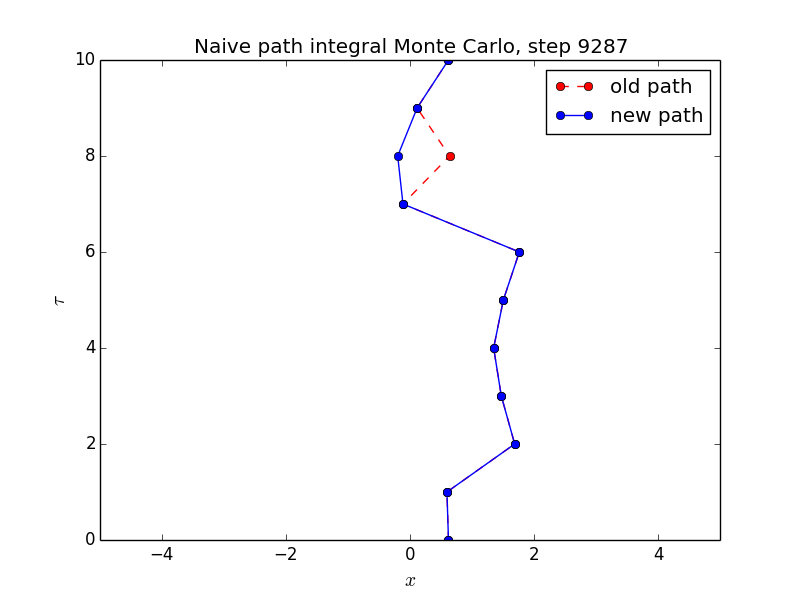 Naive path integral Monte Carlo, step 9287
old path
new path
10
8
6
4
2
0
τ
−4 −2 0 2 4
x